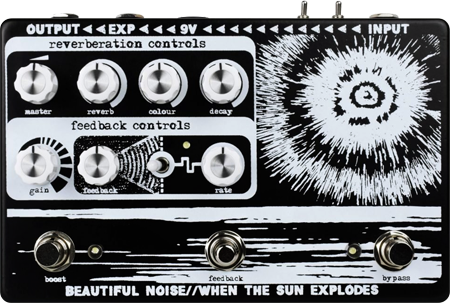 OUTPUT ◄◄ EXP ◄◄ 9V ◄◄◄◄◄◄◄◄◄◄◄◄ INPUT
reverberation controls
master reverb colour decay
feedback controls
gain feedback rate
boost feedback bypass
BEAUTIFUL NOISE//WHEN THE SUN EXPLODES